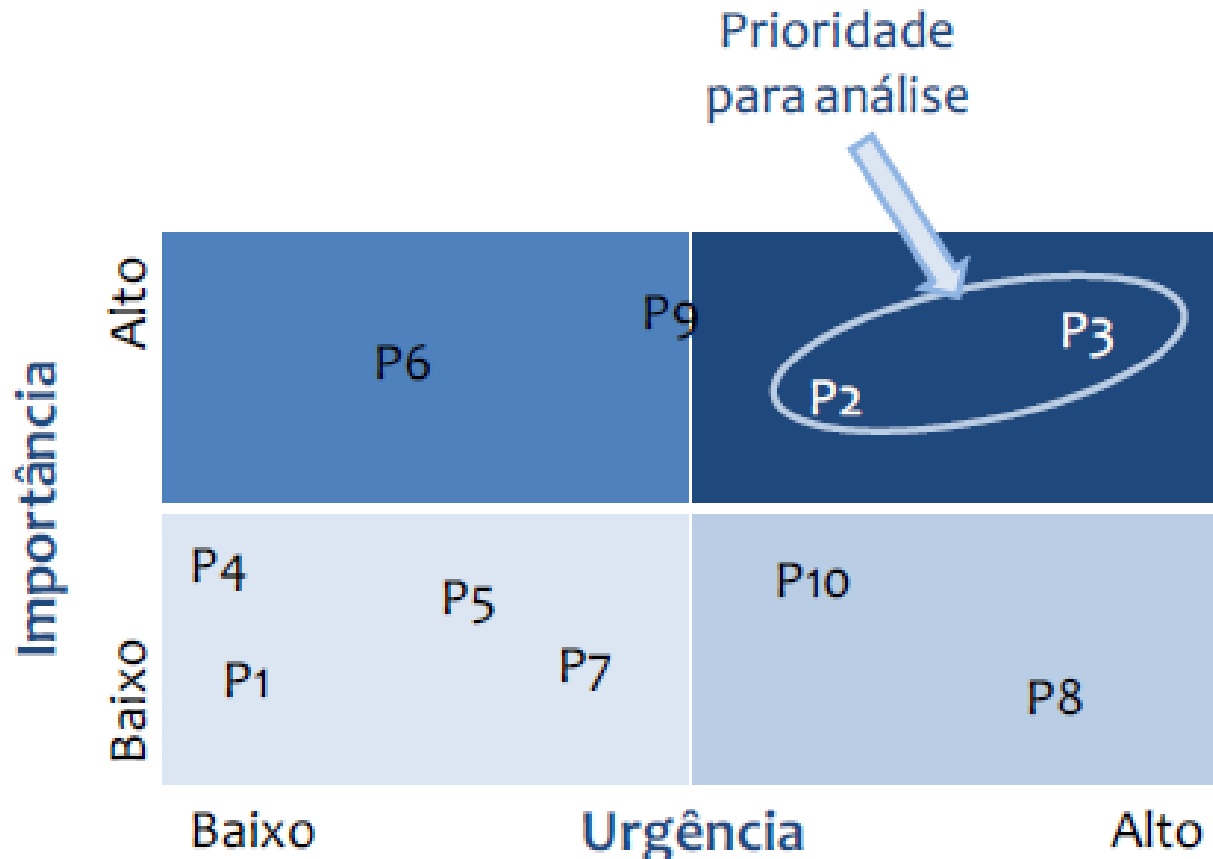 Prioridade
para análise
Alto
Importância
Baixo
P9
P3
P6
P2
P4
P10
P5
P7
P1
P8
Baixo
Urgência
Alto